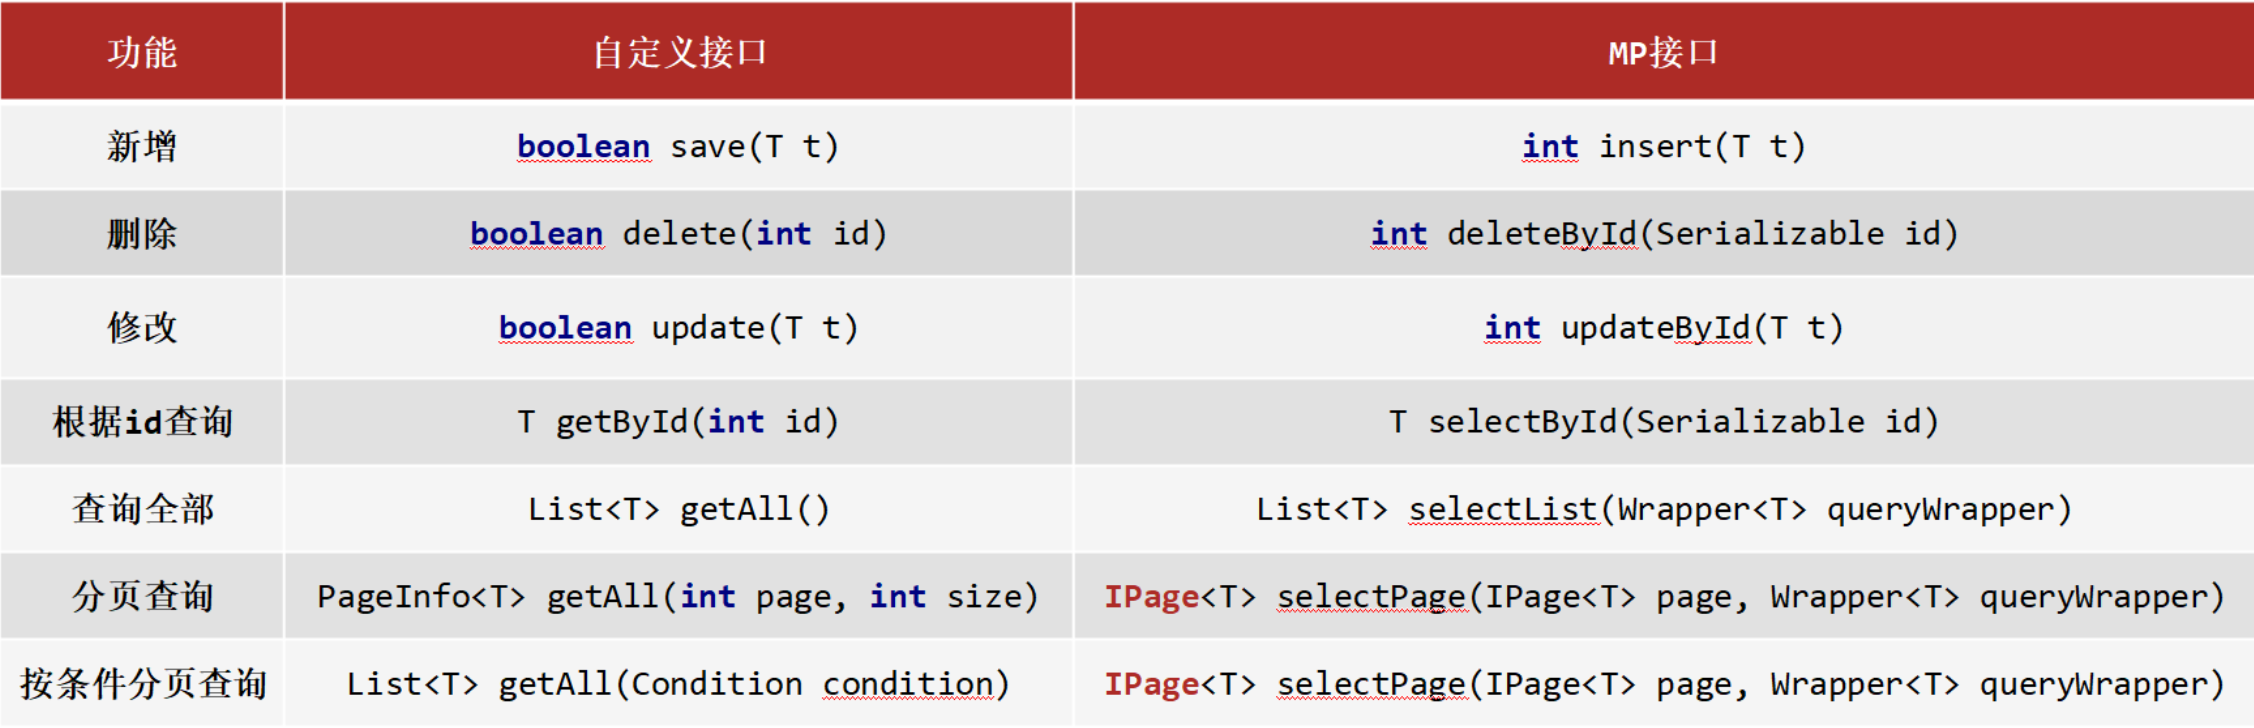 功能 自定义接口 MP接口
新增 boolean save(T t) int insert(T t)
删除 boolean delete(int id) int deleteById(Serializable id)
修改 boolean update(T t) int updateById(T t)
根据id查询 T getById(int id) T selectById(Serializable id)
查询全部 List<T> getAll() List<T> selectList(Wrapper<T> queryWrapper)
分页查询 PageInfo<T> getAll(int page, int size) IPage<T> selectPage(IPage<T> page, Wrapper<T> queryWrapper)
按条件分页查询 List<T> getAll(Condition condition) IPage<T> selectPage(IPage<T> page, Wrapper<T> queryWrapper)